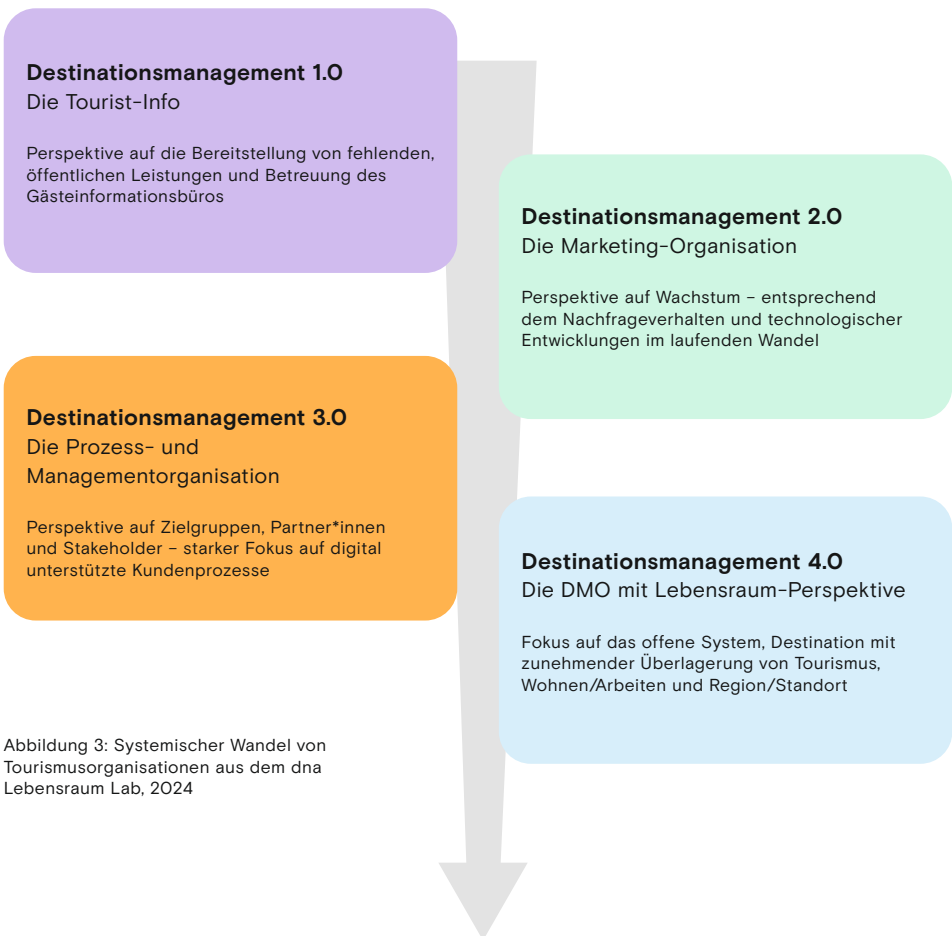 Destinationsmanagement 1.0
Die Tourist-Info
Perspektive auf die Bereitstellung von fehlenden,
öffentlichen Leistungen und Betreuung des
Gästeinformationsbüros
Destinationsmanagement 2.0
Die Marketing-Organisation
Perspektive auf Wachstum – entsprechend
dem Nachfrageverhalten und technologischer
Entwicklungen im laufenden Wandel
Destinationsmanagement 3.0
Die Prozess- und
Managementorganisation
Perspektive auf Zielgruppen, Partner*innen
und Stakeholder – starker Fokus auf digital
unterstützte Kundenprozesse
Destinationsmanagement 4.0
Die DMO mit Lebensraum-Perspektive
Fokus auf das offene System, Destination mit
zunehmender Überlagerung von Tourismus,
Wohnen/Arbeiten und Region/Standort
Abbildung 3: Systemischer Wandel von
Tourismusorganisationen aus dem dna
Lebensraum Lab, 2024